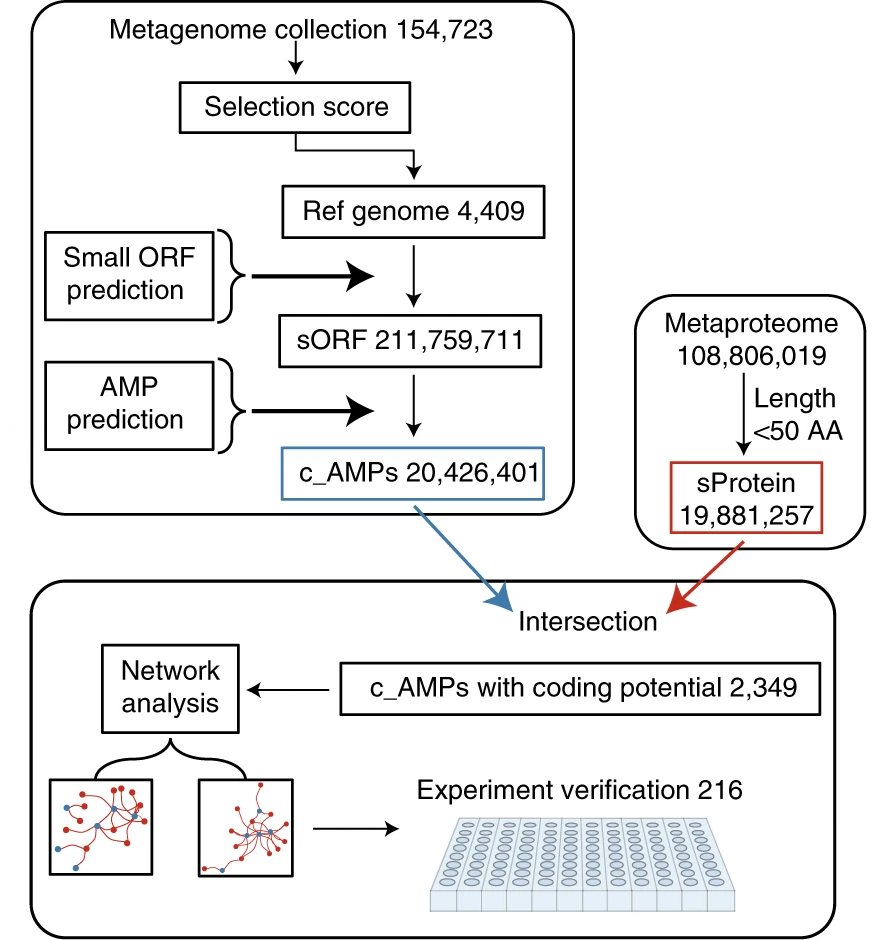 Metagenome collection 154,723
Selection score
Ref genome 4,409
Small ORF
prediction
sORF 211,759,711
AMP
prediction
c_AMPs 20,426,401
Metaproteome
108,806,019
Length
<50 AA
sProtein
19,881,257
Intersection
Network
analysis
c_AMPs with coding potential 2,349
Experiment verification 216